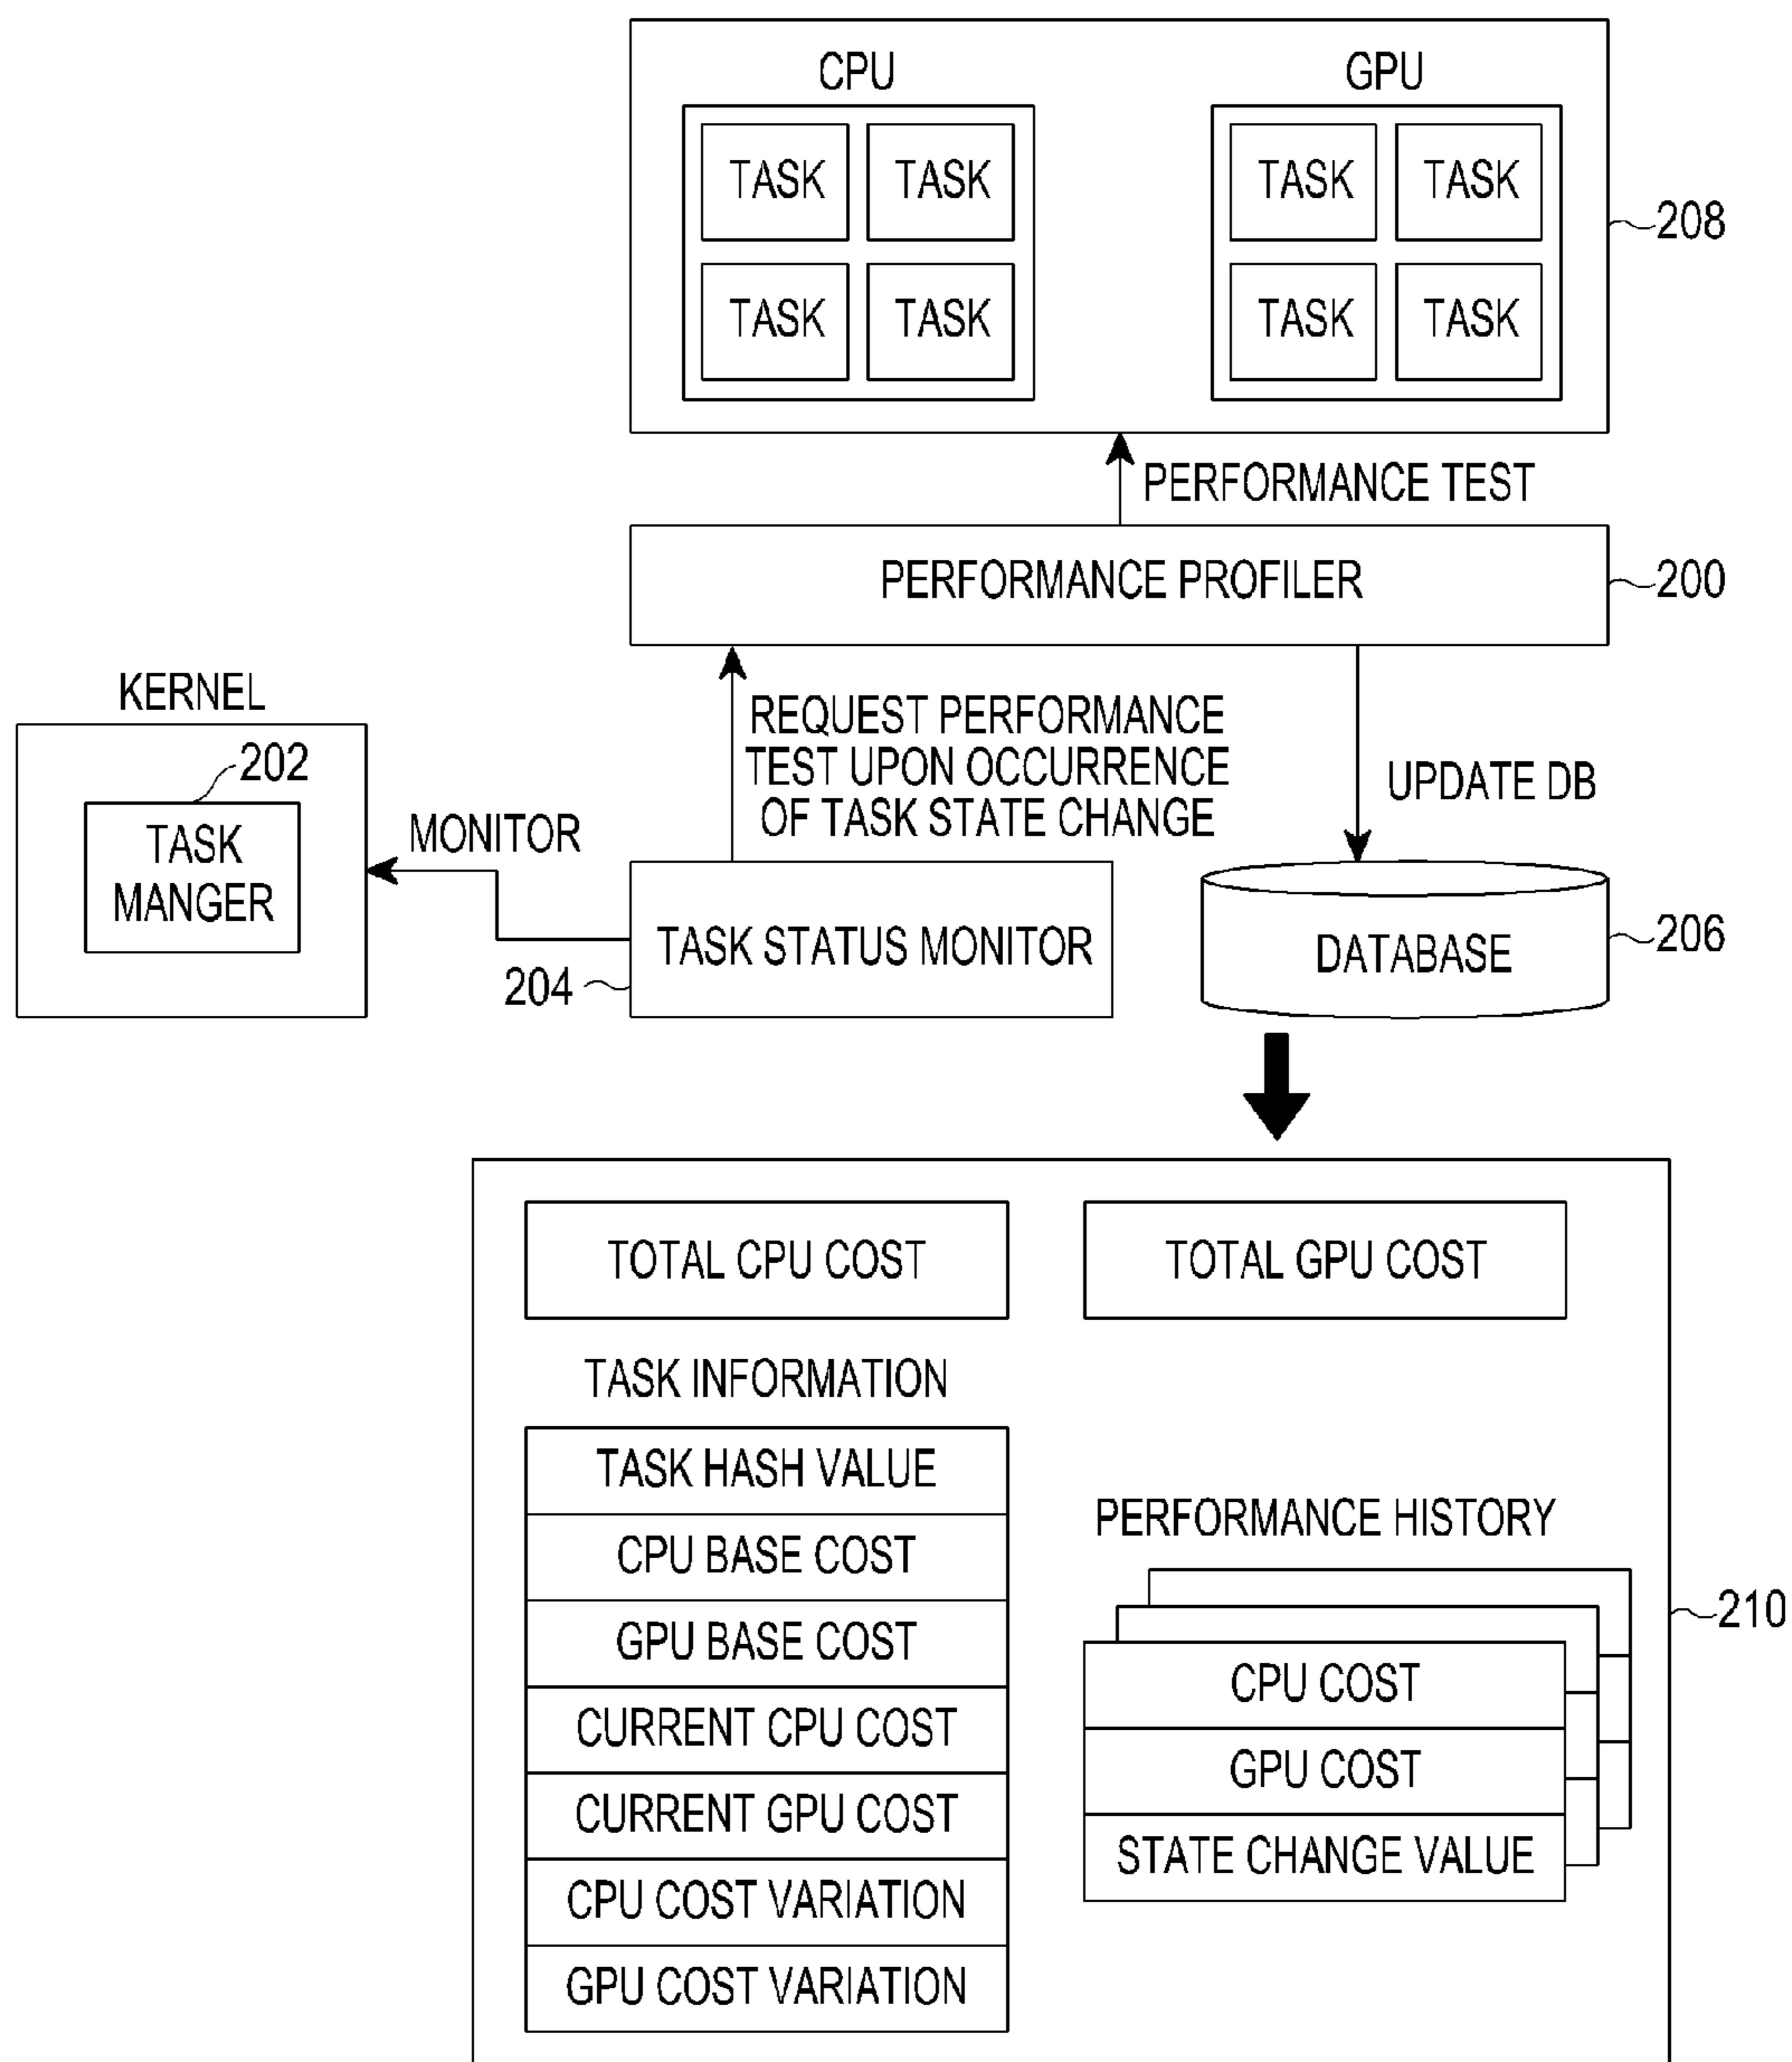 CPU
GPU
TASK TASK
TASK TASK
TASK TASK
TASK TASK
208
PERFORMANCE TEST
PERFORMANCE PROFILER
200
KERNEL
202
TASK
MANGER
MONITOR
REQUEST PERFORMANCE
TEST UPON OCCURRENCE
OF TASK STATE CHANGE
UPDATE DB
TASK STATUS MONITOR
204
DATABASE
206
TOTAL CPU COST
TOTAL GPU COST
TASK INFORMATION
TASK HASH VALUE
CPU BASE COST
GPU BASE COST
CURRENT CPU COST
CURRENT GPU COST
CPU COST VARIATION
GPU COST VARIATION
PERFORMANCE HISTORY
CPU COST
GPU COST
STATE CHANGE VALUE
210